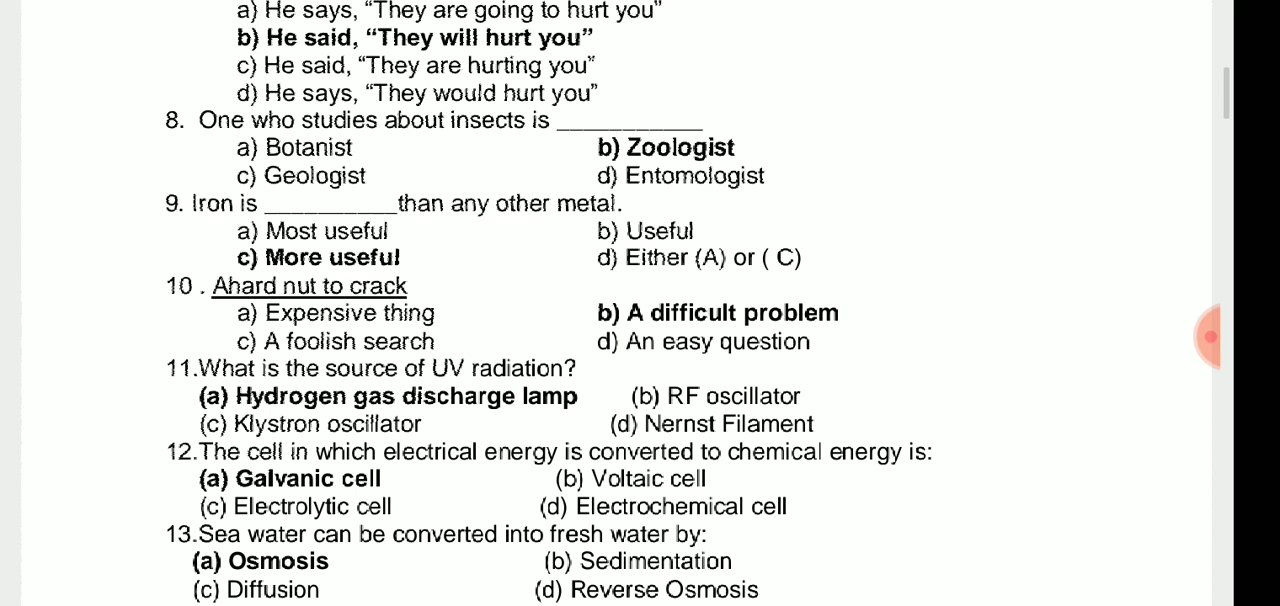 a) He says, “They are going to hurt you”
b) He said, “They will hurt you”
c) He said, “They are hurting you”
d) He says, “They would hurt you”
8. One who studies about insects is ___________
a) Botanist b) Zoologist
c) Geologist d) Entomologist
9. Iron is __________than any other metal.
a) Most useful b) Useful
c) More useful d) Either (A) or ( C)
10 . Ahard nut to crack
a) Expensive thing b) A difficult problem
c) A foolish search d) An easy question
11.What is the source of UV radiation?
(a) Hydrogen gas discharge lamp (b) RF oscillator
(c) Klystron oscillator (d) Nernst Filament
12.The cell in which electrical energy is converted to chemical energy is:
(a) Galvanic cell (b) Voltaic cell
(c) Electrolytic cell (d) Electrochemical cell
13.Sea water can be converted into fresh water by:
(a) Osmosis (b) Sedimentation
(c) Diffusion (d) Reverse Osmosis